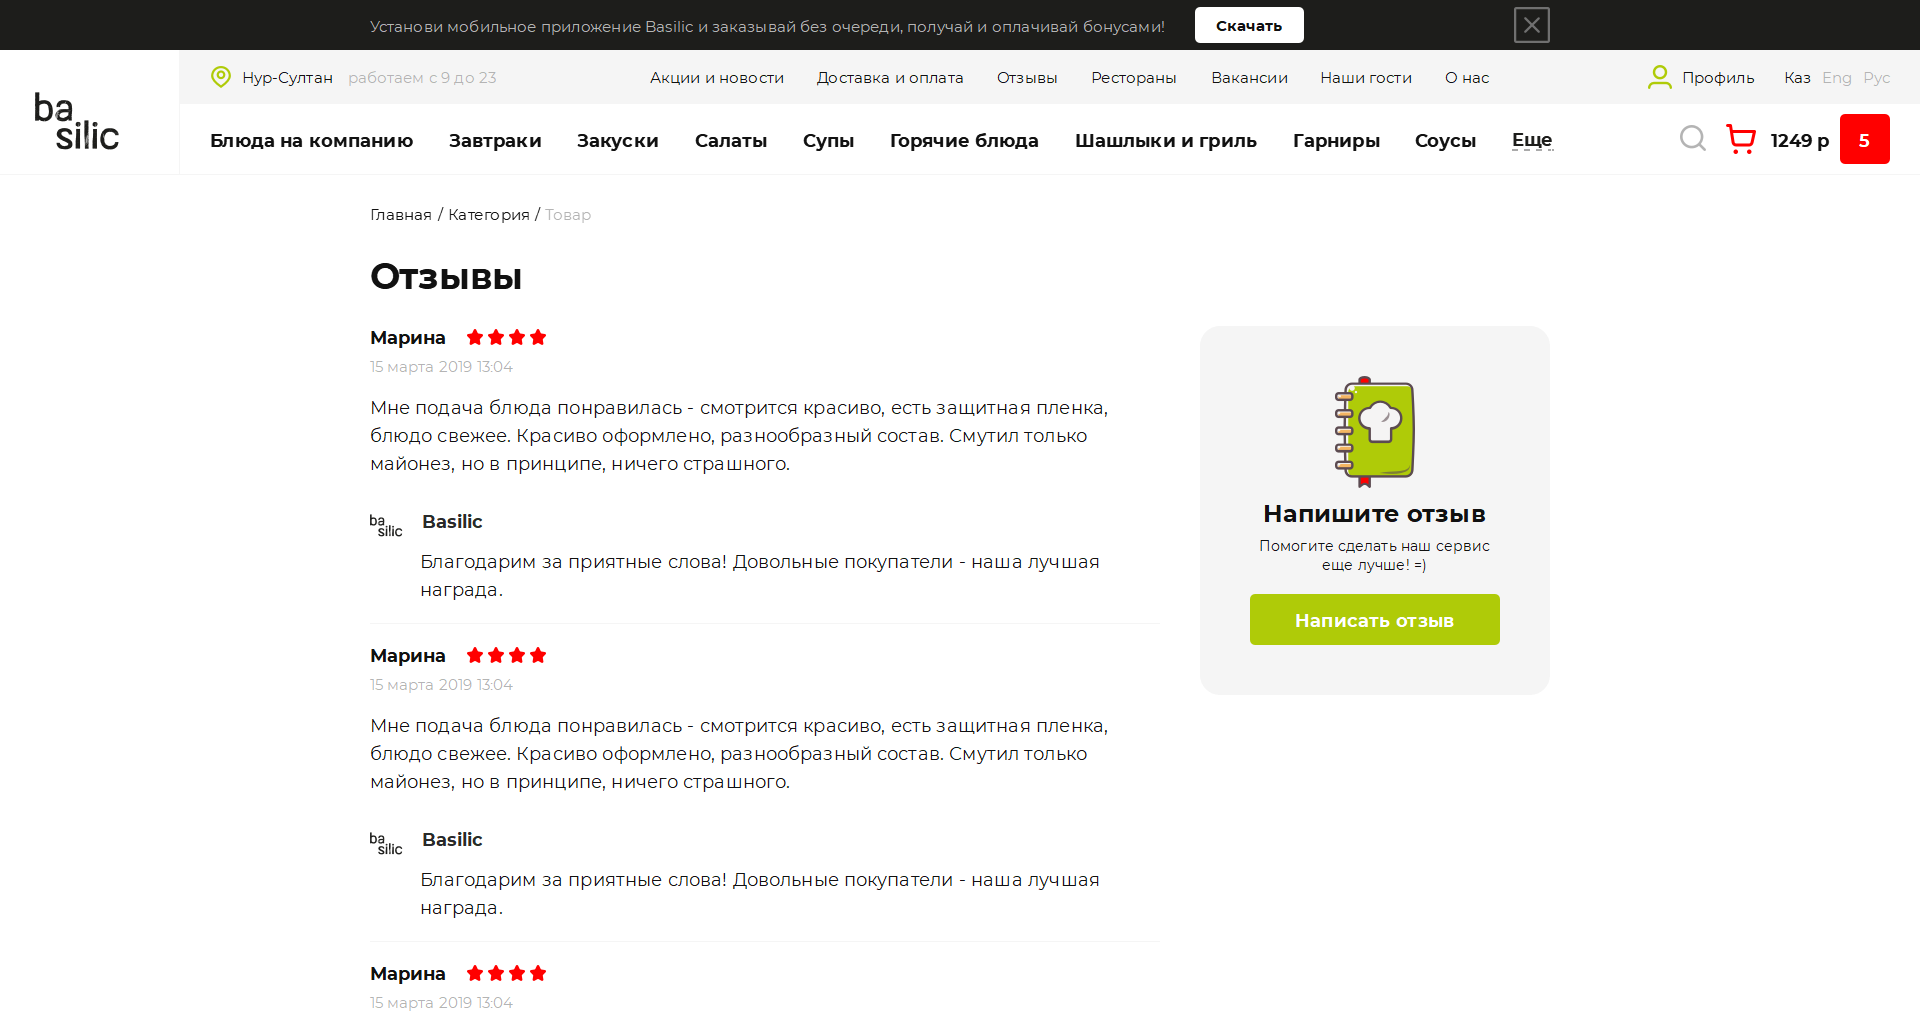 Установи мобильное приложение Basilic и заказывай без очереди, получай и оплачивай бонусами!
Скачать
ba
silic
Нур-Султан
работаем с 9 до 23
Акции и новости
Доставка и оплата
Отзывы
Рестораны
Вакансии
Наши гости
О нас
Профиль
Каз
Eng
Рус
Блюда на компанию
Завтраки
Закуски
Салаты
Супы
Горячие блюда
Шашлыки и гриль
Гарниры
Соусы
Еще
1249 р
5
Главная / Категория / Товар
Отзывы
Марина
15 марта 2019 13:04
Мне подача блюда понравилась - смотрится красиво, есть защитная пленка,
блюдо свежее. Красиво оформлено, разнообразный состав. Смутил только
майонез, но в принципе, ничего страшного.
ba
silic
Basilic
Благодарим за приятные слова! Довольные покупатели - наша лучшая
награда.
Марина
15 марта 2019 13:04
Мне подача блюда понравилась - смотрится красиво, есть защитная пленка,
блюдо свежее. Красиво оформлено, разнообразный состав. Смутил только
майонез, но в принципе, ничего страшного.
ba
silic
Basilic
Благодарим за приятные слова! Довольные покупатели - наша лучшая
награда.
Марина
15 марта 2019 13:04
Напишите отзыв
Помогите сделать наш сервис
еще лучше! =)
Написать отзыв